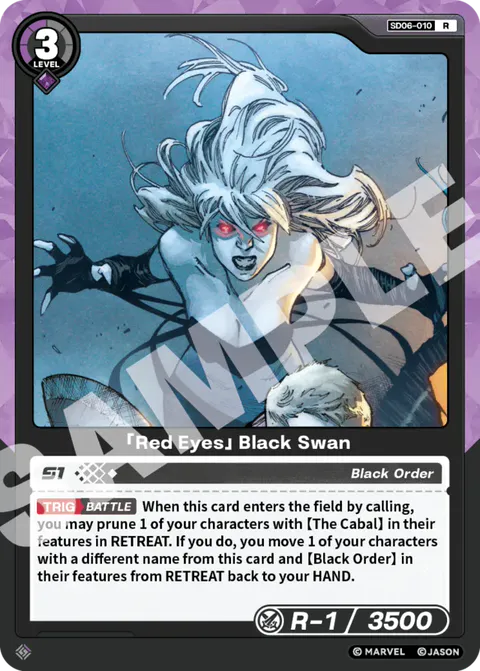 SD06-010 R
3
LEVEL
SAMPLE
「Red Eyes」 Black Swan
S1
Black Order
TRIG BATTLE When this card enters the field by calling,
you may prune 1 of your characters with 【The Cabal】 in their
features in RETREAT. If you do, you move 1 of your characters
with a different name from this card and 【Black Order】 in
their features from RETREAT back to your HAND.
R-1 / 3500
© MARVEL © JASON